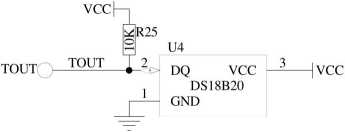 VCC
R25
10K
U4
TOUT
TOUT
2
DQ
VCC
3
VCC
DS18B20
1
GND